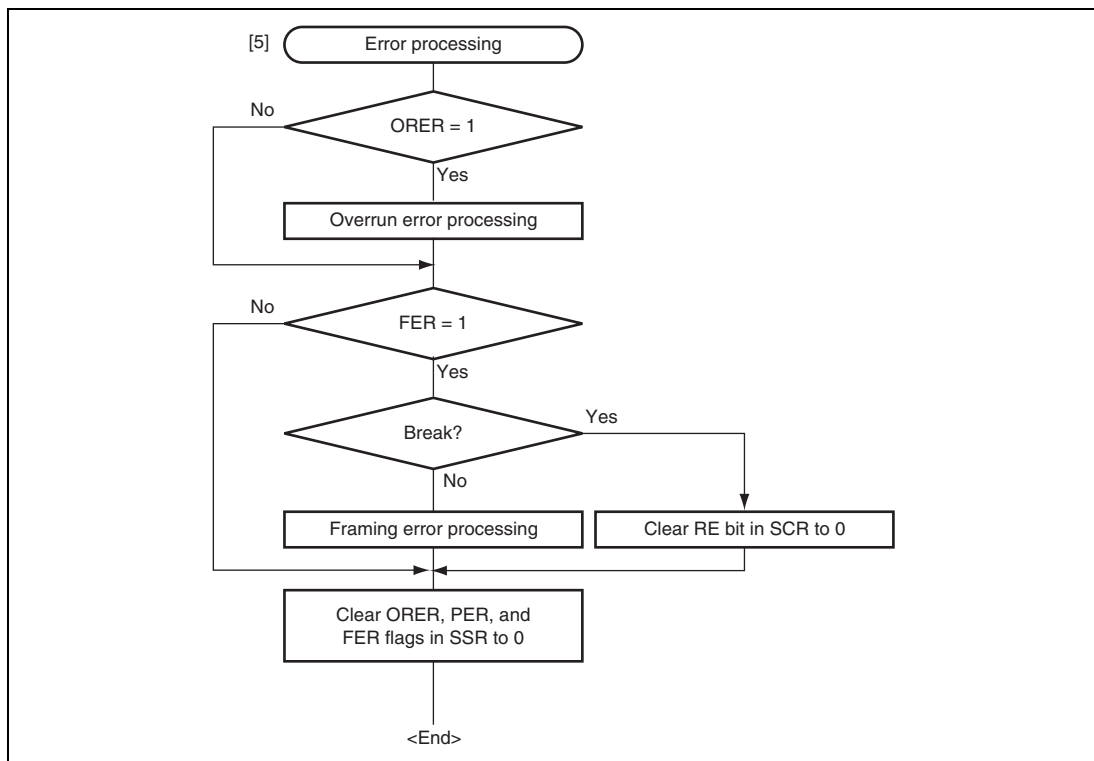 [5] Error processing
No
ORER = 1
Yes
Overrun error processing
No
FER = 1
Yes
Break?
Yes
No
Framing error processing
Clear RE bit in SCR to 0
Clear ORER, PER, and
FER flags in SSR to 0
<End>